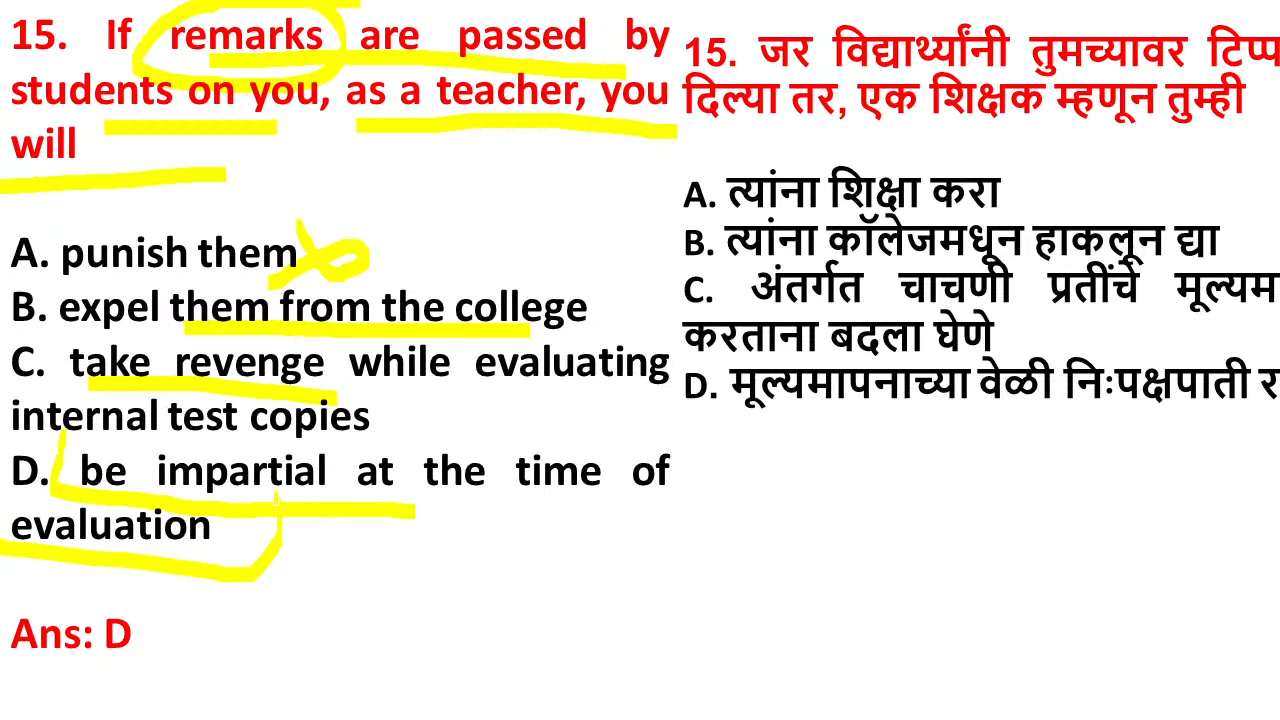 15. If remarks are passed by
students on you, as a teacher, you
will
A. punish them
B. expel them from the college
C. take revenge while evaluating
internal test copies
D. be impartial at the time of
evaluation
Ans: D
15. जर विद्यार्थ्यांनी तुमच्यावर टिप्प
दिल्या तर, एक शिक्षक म्हणून तुम्ही
A. त्यांना शिक्षा करा
B. त्यांना कॉलेजमधून हाकलून द्या
C. अंतर्गत चाचणी प्रतींचे मूल्यम
करताना बदला घेणे
D. मूल्यमापनाच्या वेळी निःपक्षपाती र